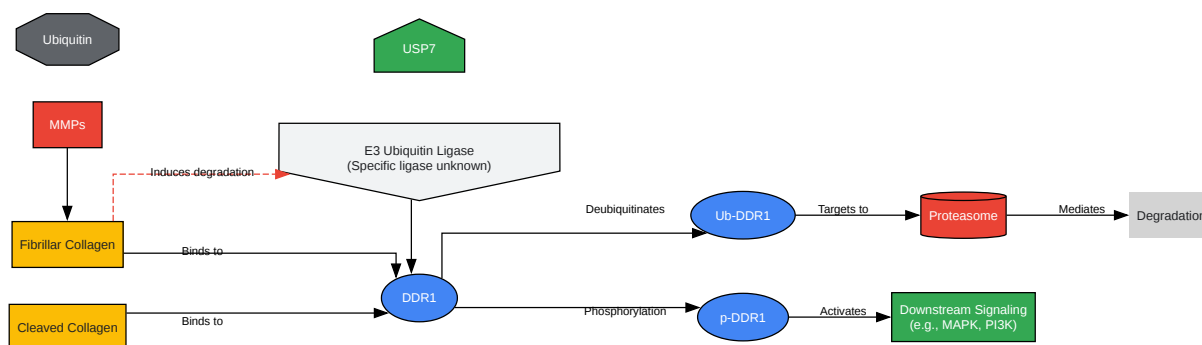 Ubiquitin
USP7
MMPs
E3 Ubiquitin Ligase
(Specific ligase unknown)
Induces degradation
Deubiquitinates
Ub-DDR1
Targets to
Proteasome
Mediates
Degradation
Fibrillar Collagen
Binds to
DDR1
Cleaved Collagen
Binds to
Phosphorylation
p-DDR1
Activates
Downstream Signaling
(e.g., MAPK, PI3K)